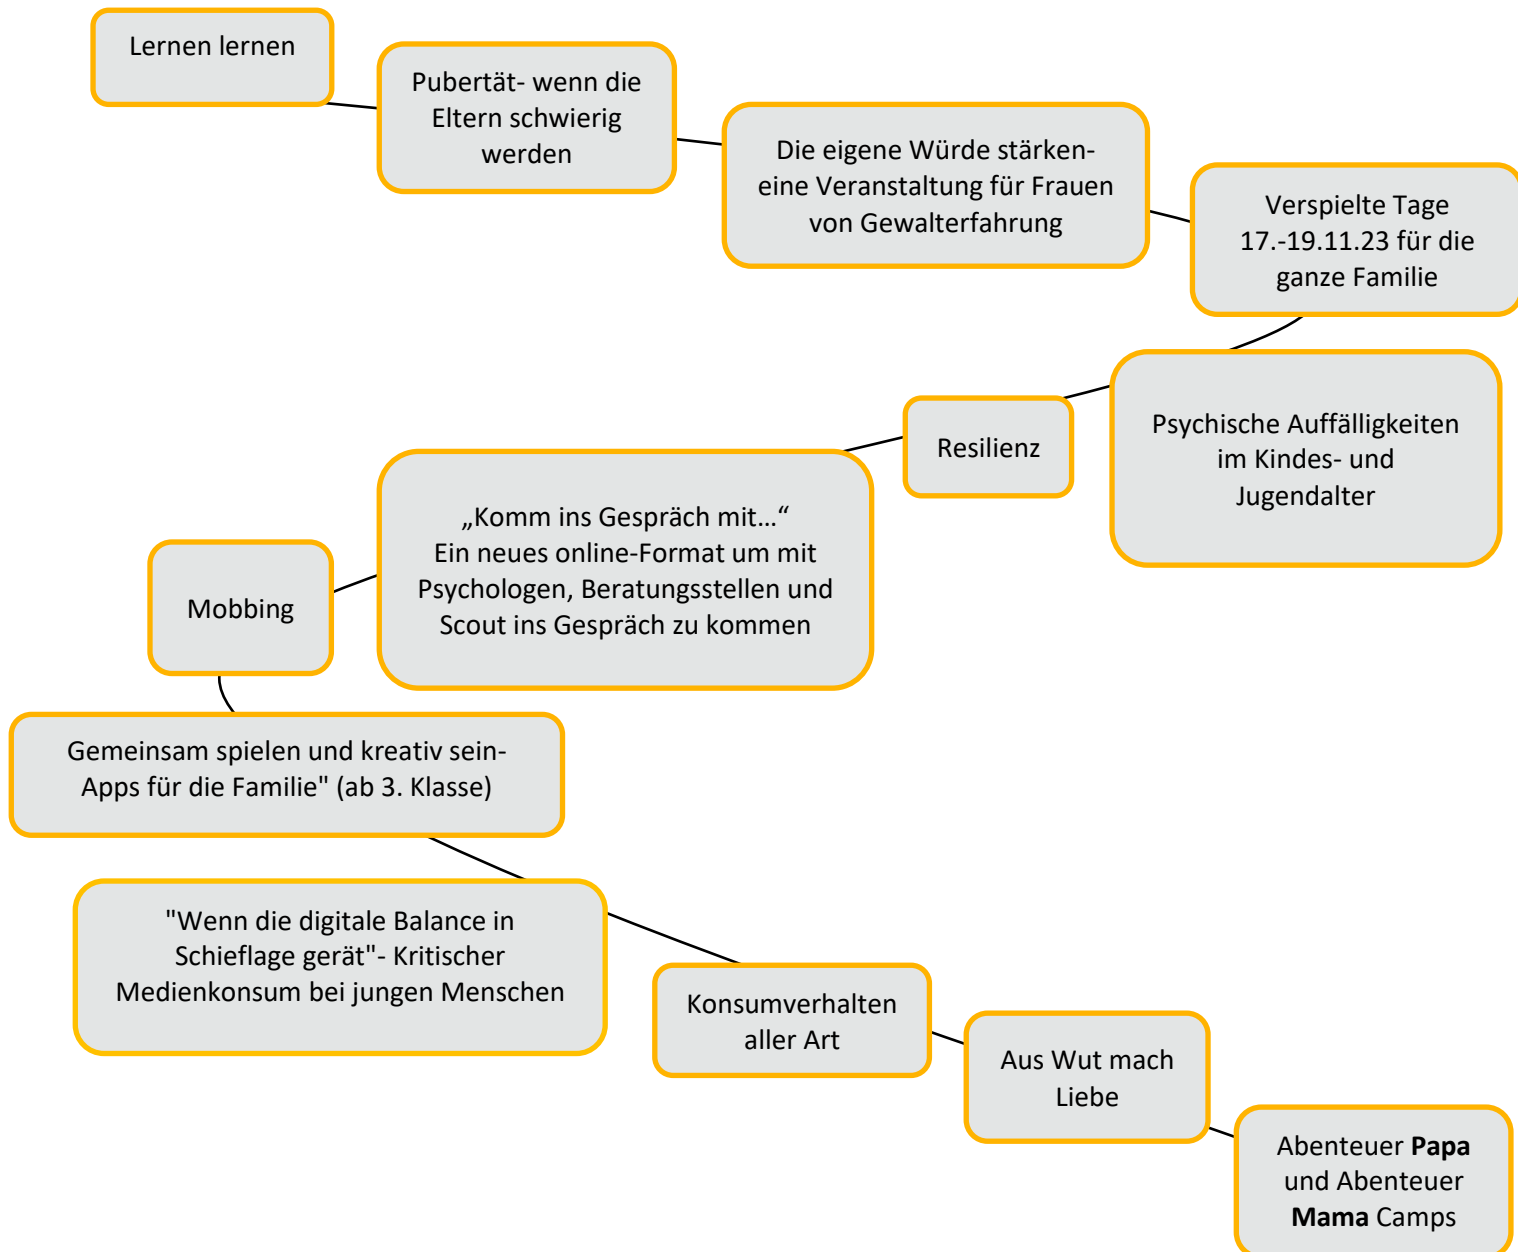 Lernen lernen
Pubertät- wenn die
Eltern schwierig
werden
Die eigene Würde stärken-
eine Veranstaltung für Frauen
von Gewalterfahrung
Verspielte Tage
17.-19.11.23 für die
ganze Familie
Psychische Auffälligkeiten
im Kindes- und
Jugendalter
Resilienz
„Komm ins Gespräch mit…“
Ein neues online-Format um mit
Psychologen, Beratungsstellen und
Scout ins Gespräch zu kommen
Mobbing
Gemeinsam spielen und kreativ sein-
Apps für die Familie" (ab 3. Klasse)
"Wenn die digitale Balance in
Schieflage gerät"- Kritischer
Medienkonsum bei jungen Menschen
Konsumverhalten
aller Art
Aus Wut mach
Liebe
Abenteuer Papa
und Abenteuer
Mama Camps